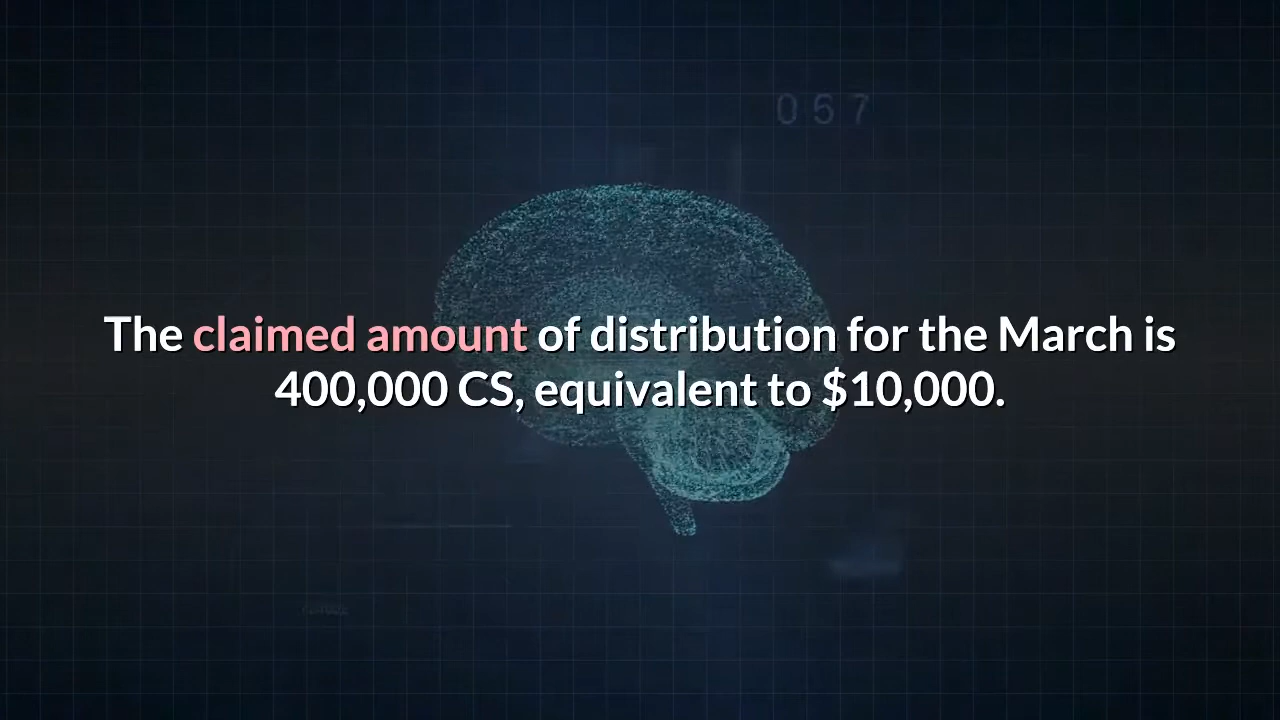 057
The claimed amount of distribution for the March is
400,000 CS, equivalent to $10,000.